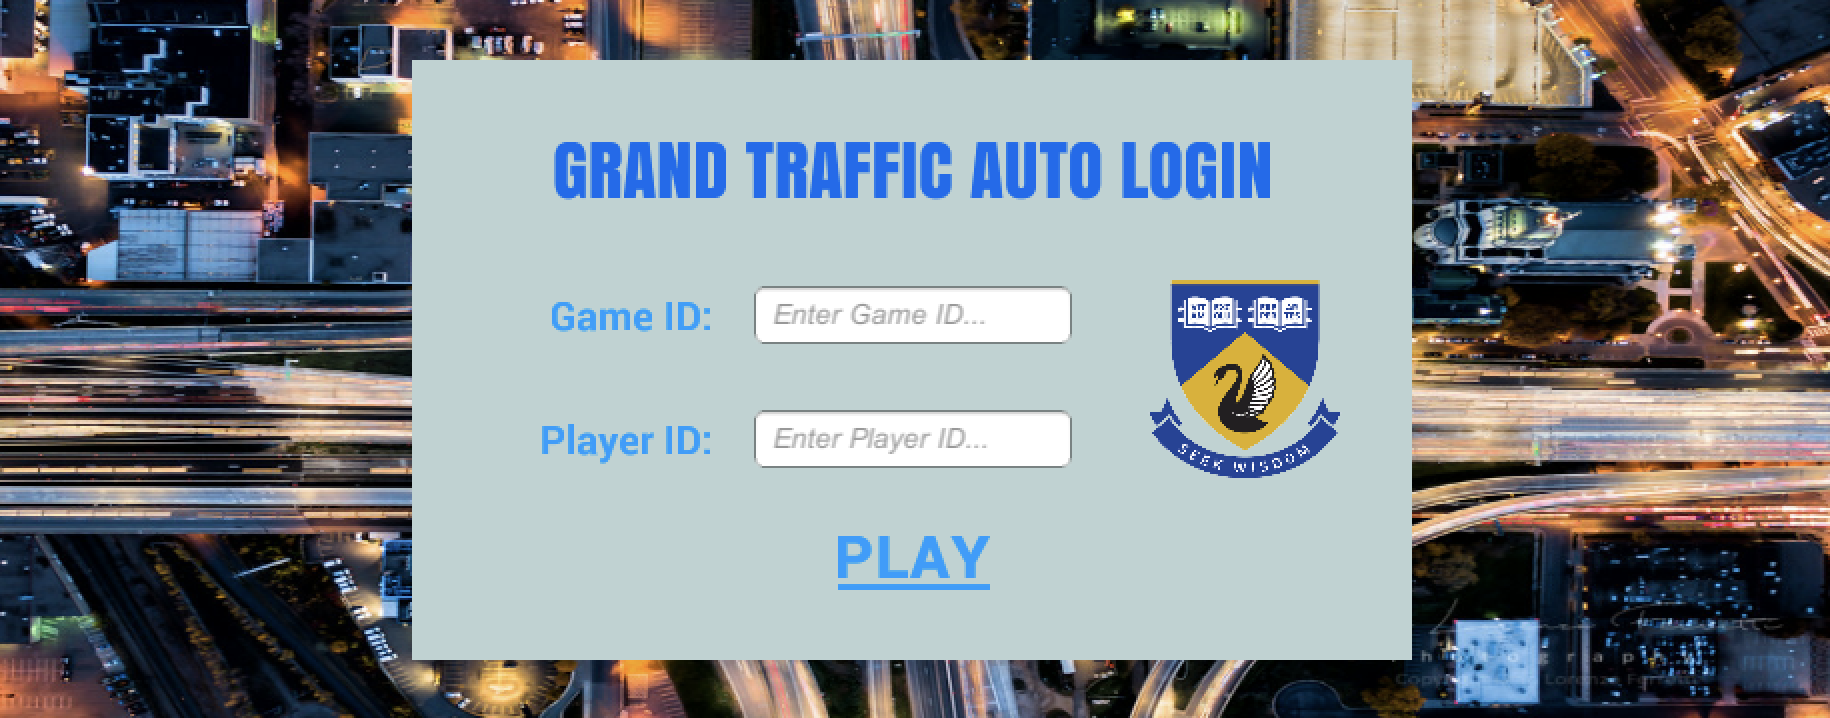 GRAND TRAFFIC AUTO LOGIN
Game ID:
Enter Game ID...
Player ID:
Enter Player ID...
SEEK WISDOM
PLAY